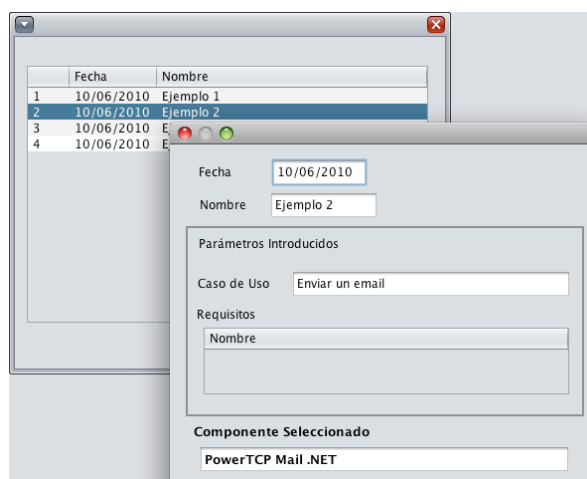 Fecha Nombre
1 10/06/2010 Ejemplo 1
2 10/06/2010 Ejemplo 2
3 10/06/2010
4 10/06/2010
Fecha 10/06/2010
Nombre Ejemplo 2
Parámetros Introducidos
Caso de Uso Enviar un email
Requisitos
Nombre
Componente Seleccionado
PowerTCP Mail .NET